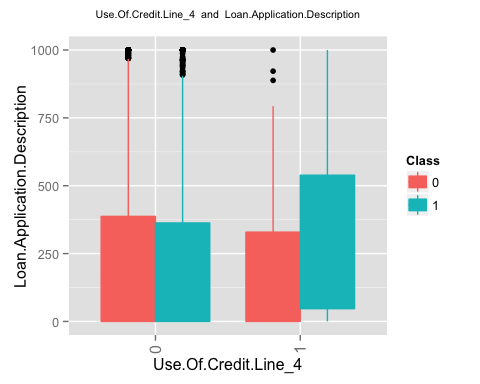 Use.Of.Credit.Line_4 and Loan.Application.Description
Loan.Application.Description
1000
750
500
250
0
0
1
Use.Of.Credit.Line_4
Class
0
1